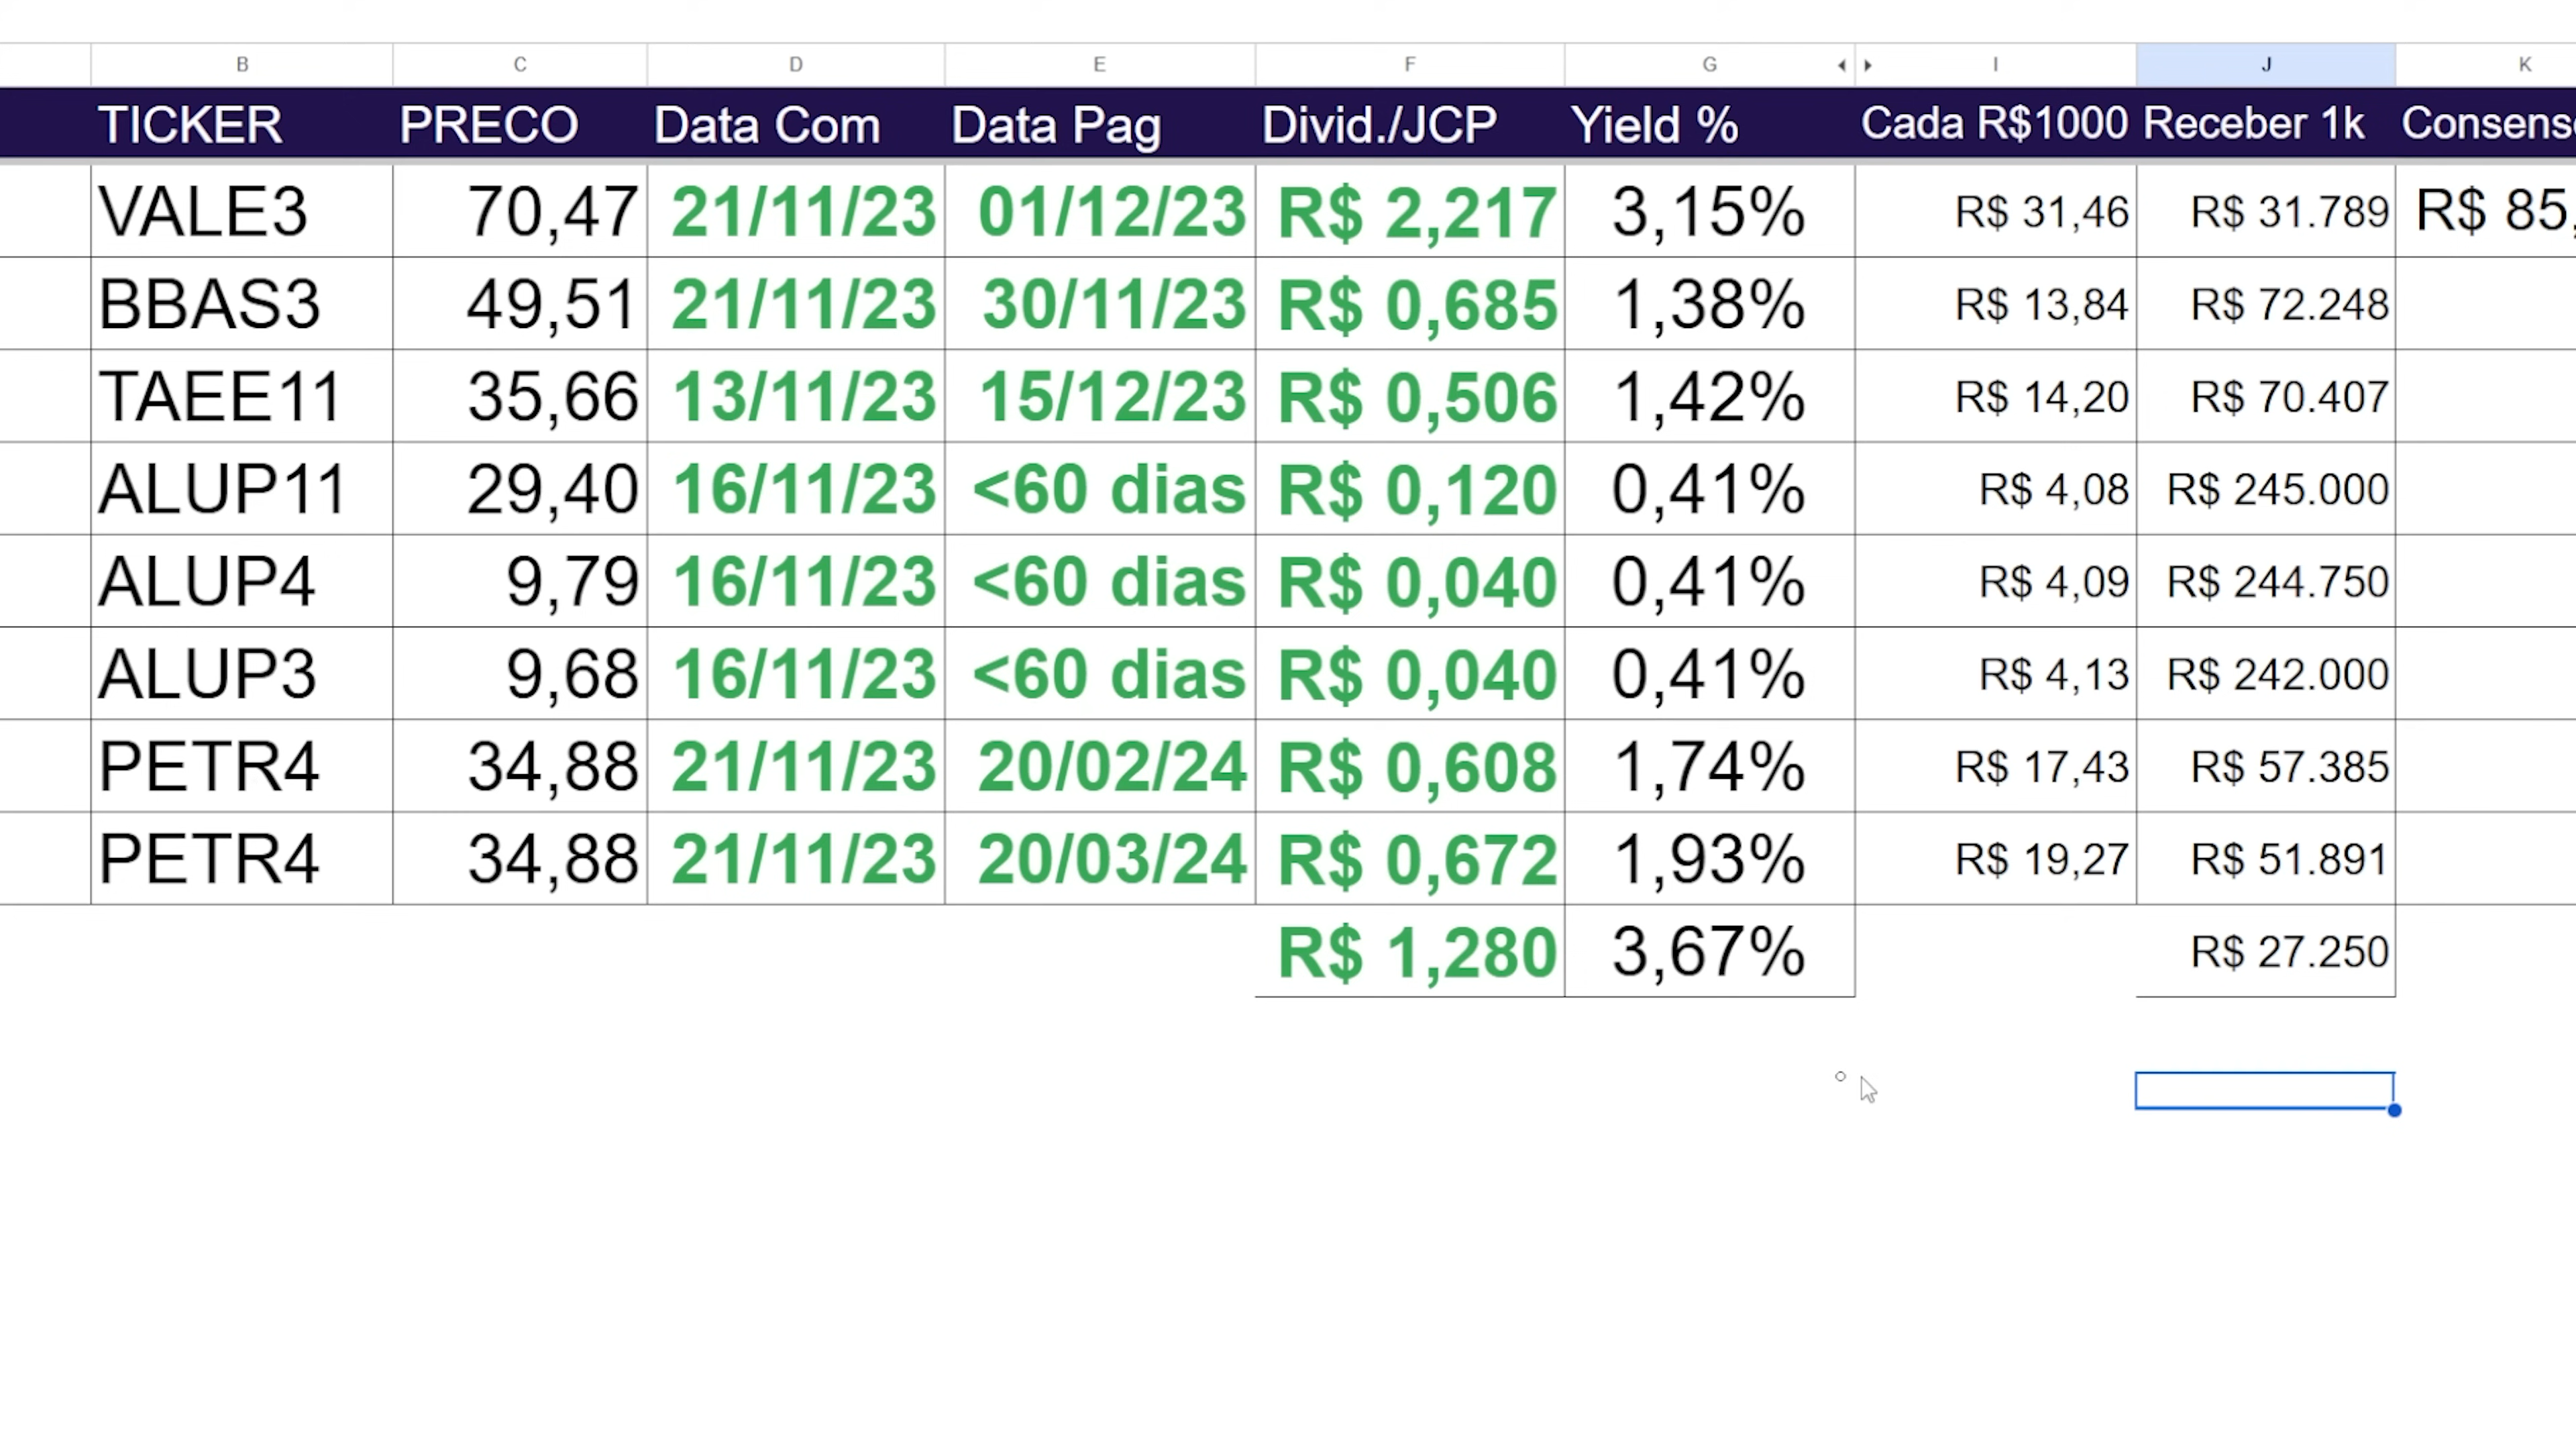 B C D E F G I J K
TICKER PRECO Data Com Data Pag Divid./JCP Yield % Cada R$1000 Receber 1k Consens
VALE3 70,47 21/11/23 01/12/23 R$ 2,217 3,15% R$ 31,46 R$ 31.789 R$ 85,
BBAS3 49,51 21/11/23 30/11/23 R$ 0,685 1,38% R$ 13,84 R$ 72.248
TAEE11 35,66 13/11/23 15/12/23 R$ 0,506 1,42% R$ 14,20 R$ 70.407
ALUP11 29,40 16/11/23 <60 dias R$ 0,120 0,41% R$ 4,08 R$ 245.000
ALUP4 9,79 16/11/23 <60 dias R$ 0,040 0,41% R$ 4,09 R$ 244.750
ALUP3 9,68 16/11/23 <60 dias R$ 0,040 0,41% R$ 4,13 R$ 242.000
PETR4 34,88 21/11/23 20/02/24 R$ 0,608 1,74% R$ 17,43 R$ 57.385
PETR4 34,88 21/11/23 20/03/24 R$ 0,672 1,93% R$ 19,27 R$ 51.891
R$ 1,280 3,67% R$ 27.250